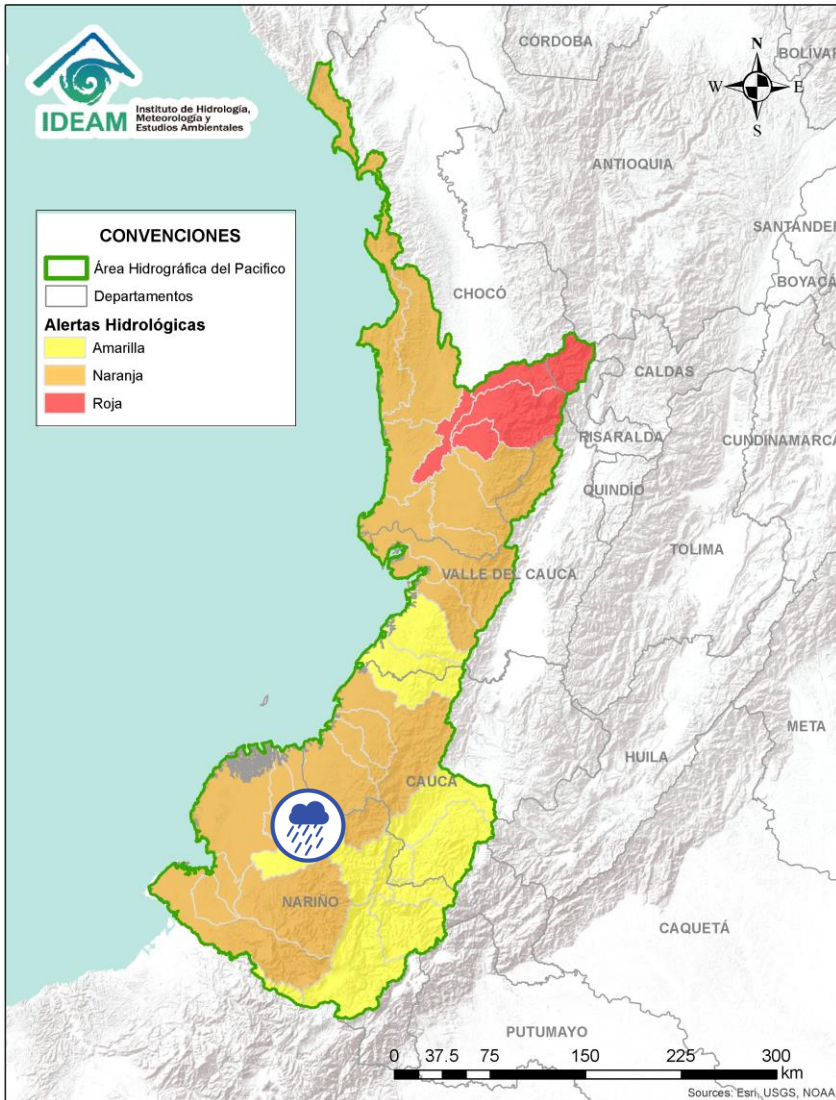 IDEAM
Instituto de Hidrología,
Meteorología y
Estudios Ambientales
CONVENCIONES
Área Hidrográfica del Pacifico
Departamentos
Alertas Hidrológicas
Amarilla
Naranja
Roja
N
W
E
S
CÓRDOBA
BOLÍVAR
ANTIOQUIA
SANTANDER
BOYACÁ
CHOCÓ
CALDAS
RISARALDA
CUNDINAMARCA
QUINDÍO
TOLIMA
VALLE DEL CAUCA
META
HUILA
CAUCA
NARIÑO
CAQUETÁ
PUTUMAYO
0 37.5 75 150 225 300
km
Sources: Esri, USGS, NOAA